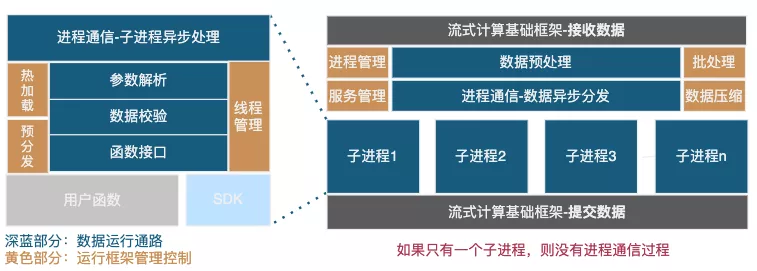 进程通信-子进程异步处理
热
加
载
预
分
发
参数解析
数据校验
函数接口
线程
管理
用户函数
SDK
深蓝部分：数据运行通路
黄色部分：运行框架管理控制
流式计算基础框架-接收数据
进程管理
数据预处理
批处理
服务管理
进程通信-数据异步分发
数据压缩
子进程1
子进程2
子进程3
子进程n
流式计算基础框架-提交数据
如果只有一个子进程，则没有进程通信过程